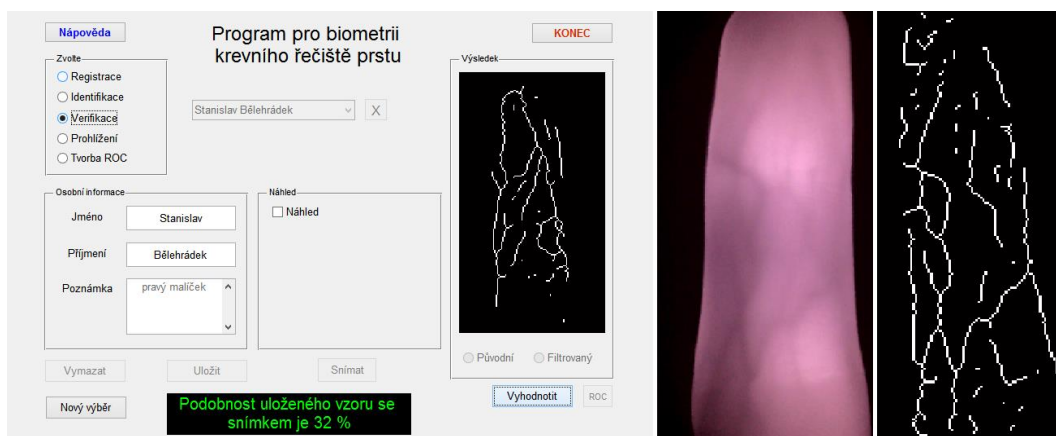 Nápověda
Program pro biometrii
krevního řečiště prstu
KONEC
Zvolte
Registrace
Identifikace
Verifikace
Prohlížení
Tvorba ROC
Stanislav Bělehrádek
X
Výsledek
Osobní informace
Jméno
Stanislav
Příjmení
Bělehrádek
Poznámka
pravý malíček
Náhled
Náhled
Původní
Filtrovaný
Vymazat
Uložit
Snímat
Vyhodnotit
ROC
Nový výběr
Podobnost uloženého vzoru se
snímkem je 32 %